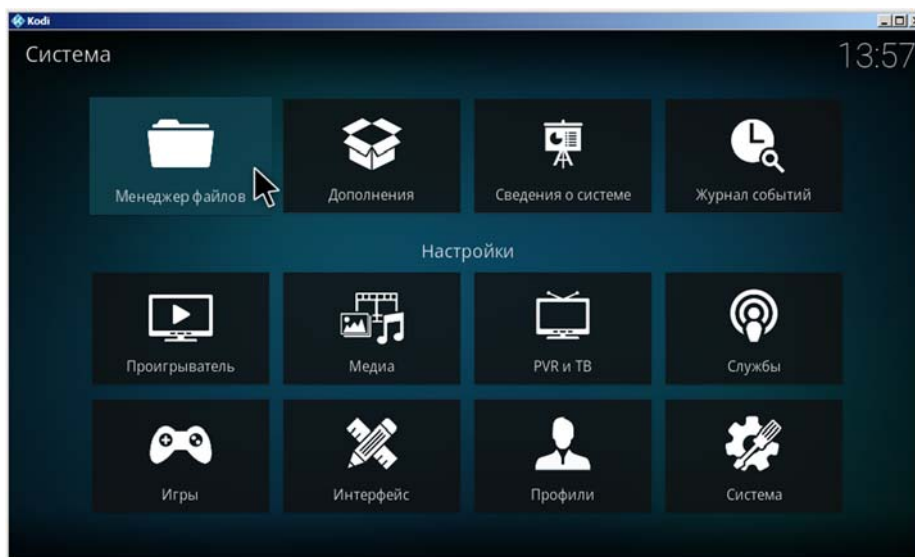 Kodi
Система
13:57
Менеджер файлов
Дополнения
Сведения о системе
Журнал событий
Настройки
Проигрыватель
Медиа
PVR и ТВ
Службы
Игры
Интерфейс
Профили
Система